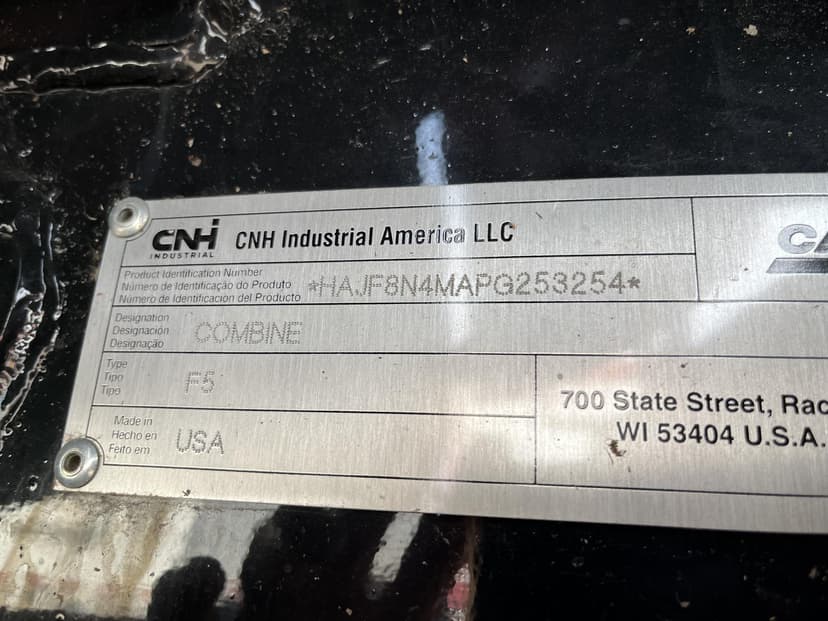 CNH INDUSTRIAL
CNH Industrial America LLC
Product Identification Number
Número de Identificação do Produto
Número de Identificación del Producto
*HAJF8N4MAPG253254*
Designation
Designación
Designação
COMBINE
Type
Tipo
Tipo
F5
Made in
Hecho en
Feito em
USA
700 State Street, Rac
WI 53404 U.S.A.